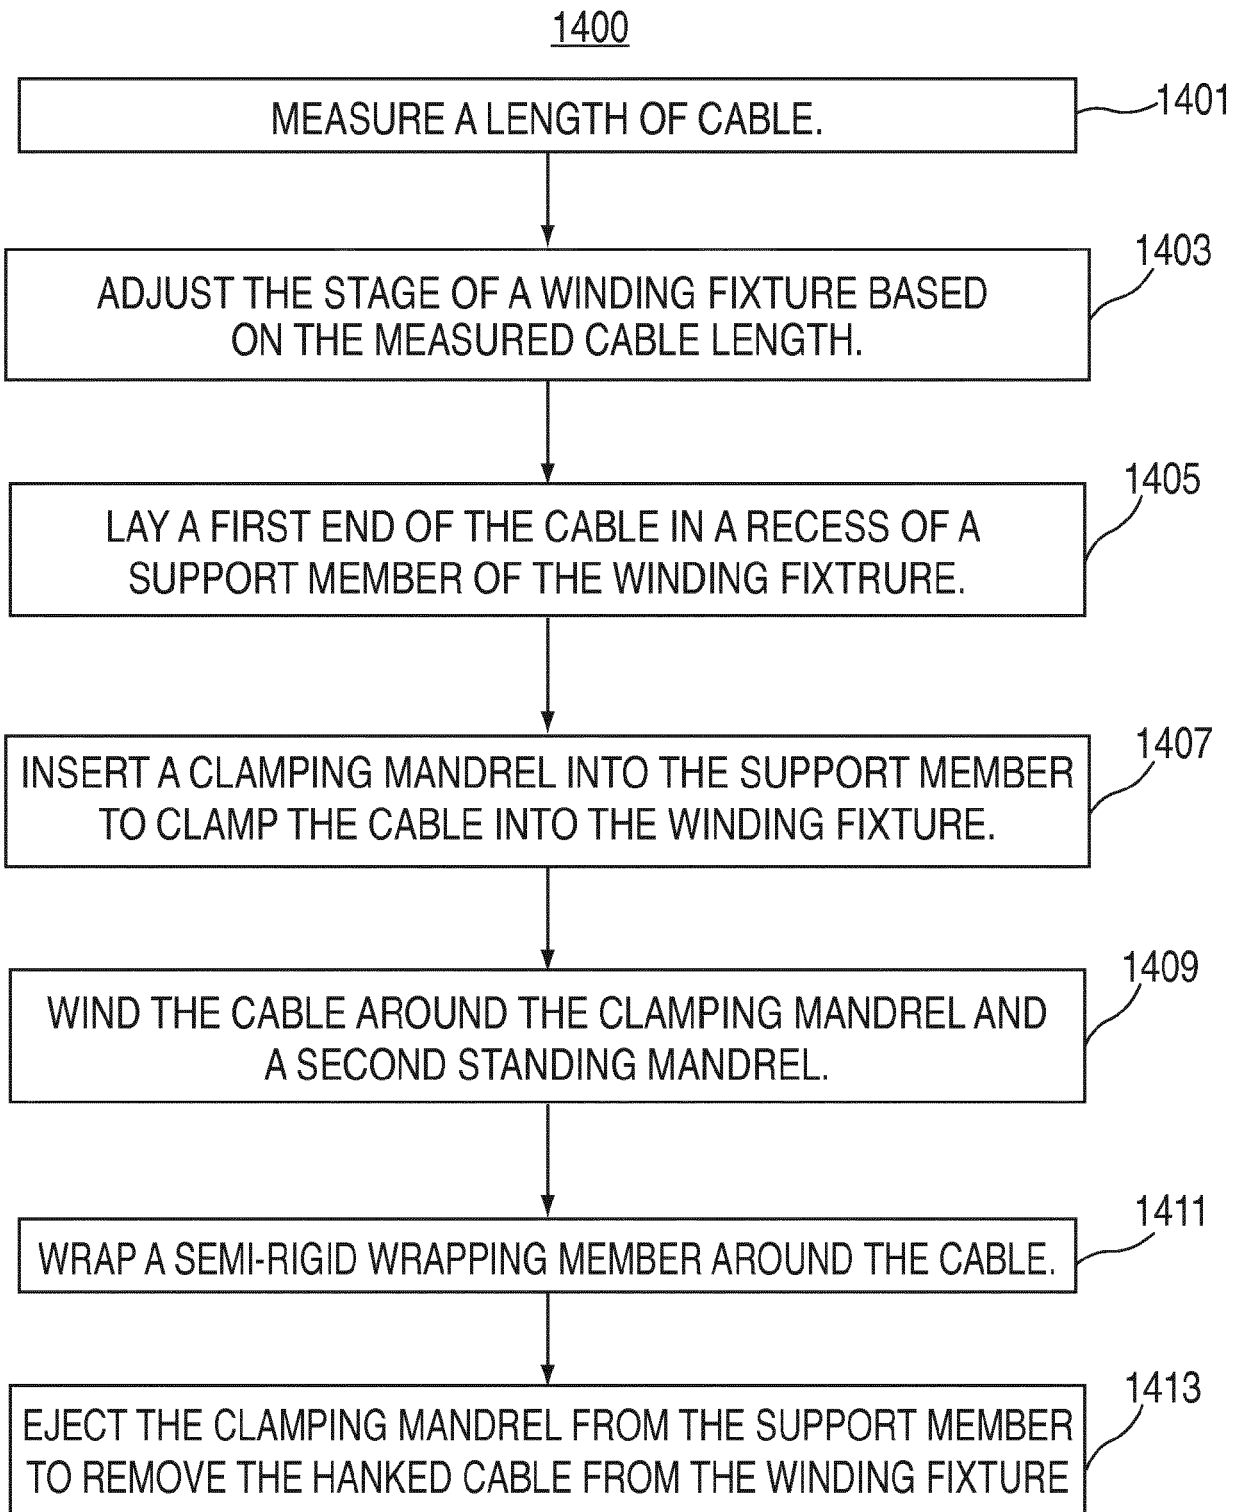 1400
MEASURE A LENGTH OF CABLE.
1401
ADJUST THE STAGE OF A WINDING FIXTURE BASED
ON THE MEASURED CABLE LENGTH.
1403
LAY A FIRST END OF THE CABLE IN A RECESS OF A
SUPPORT MEMBER OF THE WINDING FIXTRURE.
1405
INSERT A CLAMPING MANDREL INTO THE SUPPORT MEMBER
TO CLAMP THE CABLE INTO THE WINDING FIXTURE.
1407
WIND THE CABLE AROUND THE CLAMPING MANDREL AND
A SECOND STANDING MANDREL.
1409
WRAP A SEMI-RIGID WRAPPING MEMBER AROUND THE CABLE.
1411
EJECT THE CLAMPING MANDREL FROM THE SUPPORT MEMBER
TO REMOVE THE HANKED CABLE FROM THE WINDING FIXTURE
1413